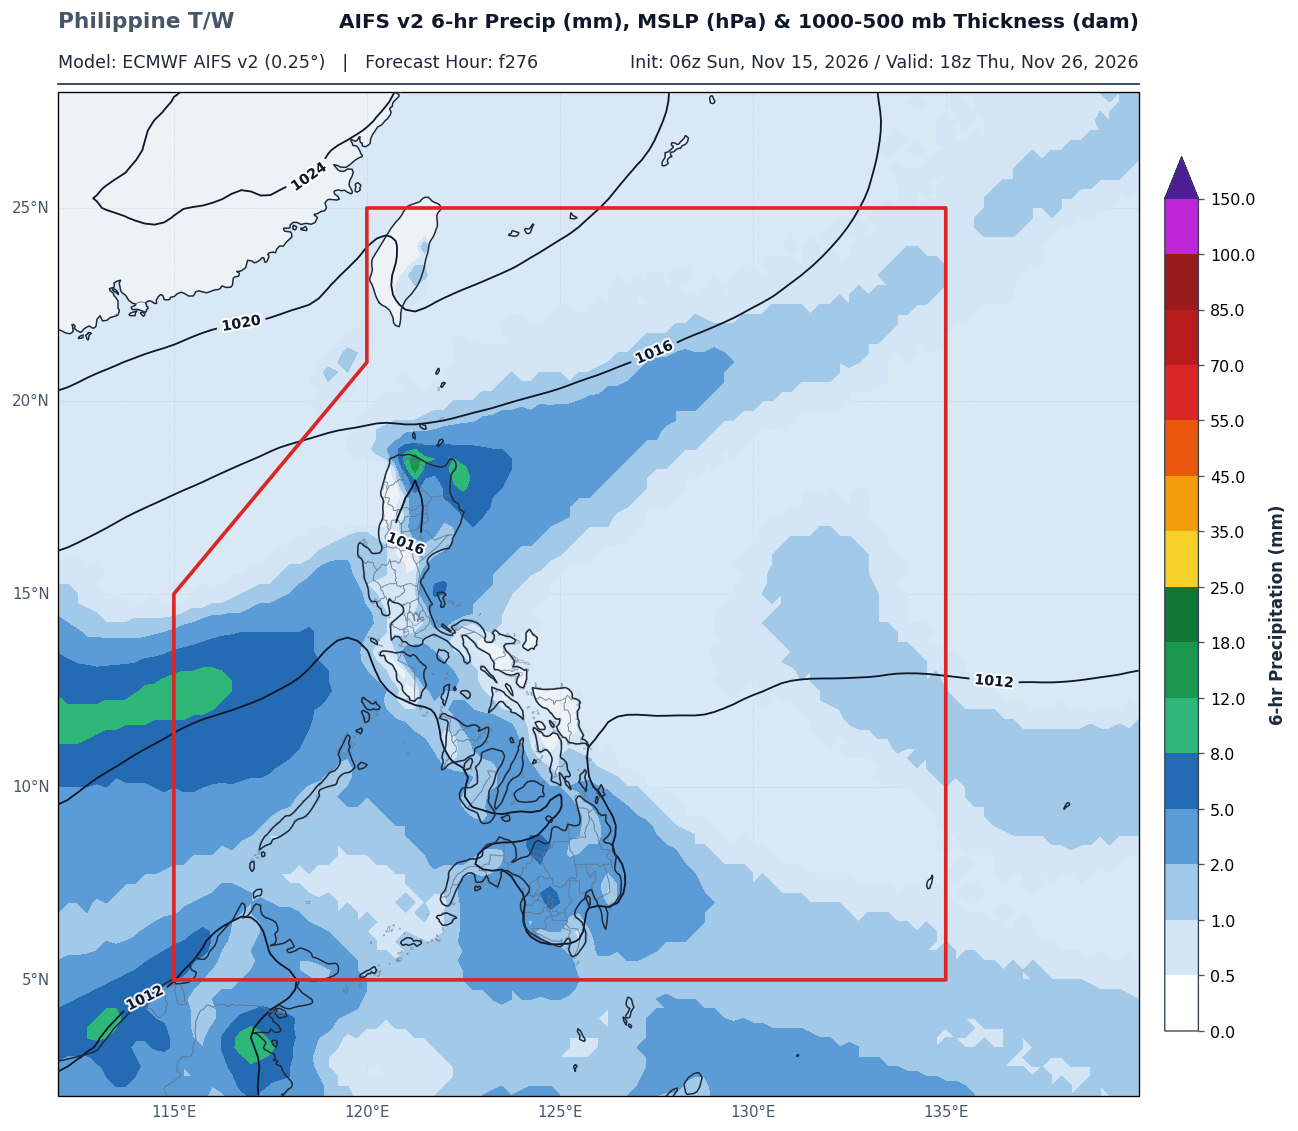 Philippine T/W
AIFS v2 6-hr Precip (mm), MSLP (hPa) & 1000-500 mb Thickness (dam)
Model: ECMWF AIFS v2 (0.25°) | Forecast Hour: f276
Init: 06z Sun, Nov 15, 2026 / Valid: 18z Thu, Nov 26, 2026
1024
25°N
1020
1016
20°N
1016
15°N
1012
10°N
1012
5°N
115°E
120°E
125°E
130°E
135°E
150.0
100.0
85.0
70.0
55.0
45.0
35.0
25.0
18.0
12.0
8.0
5.0
2.0
1.0
0.5
0.0
6-hr Precipitation (mm)